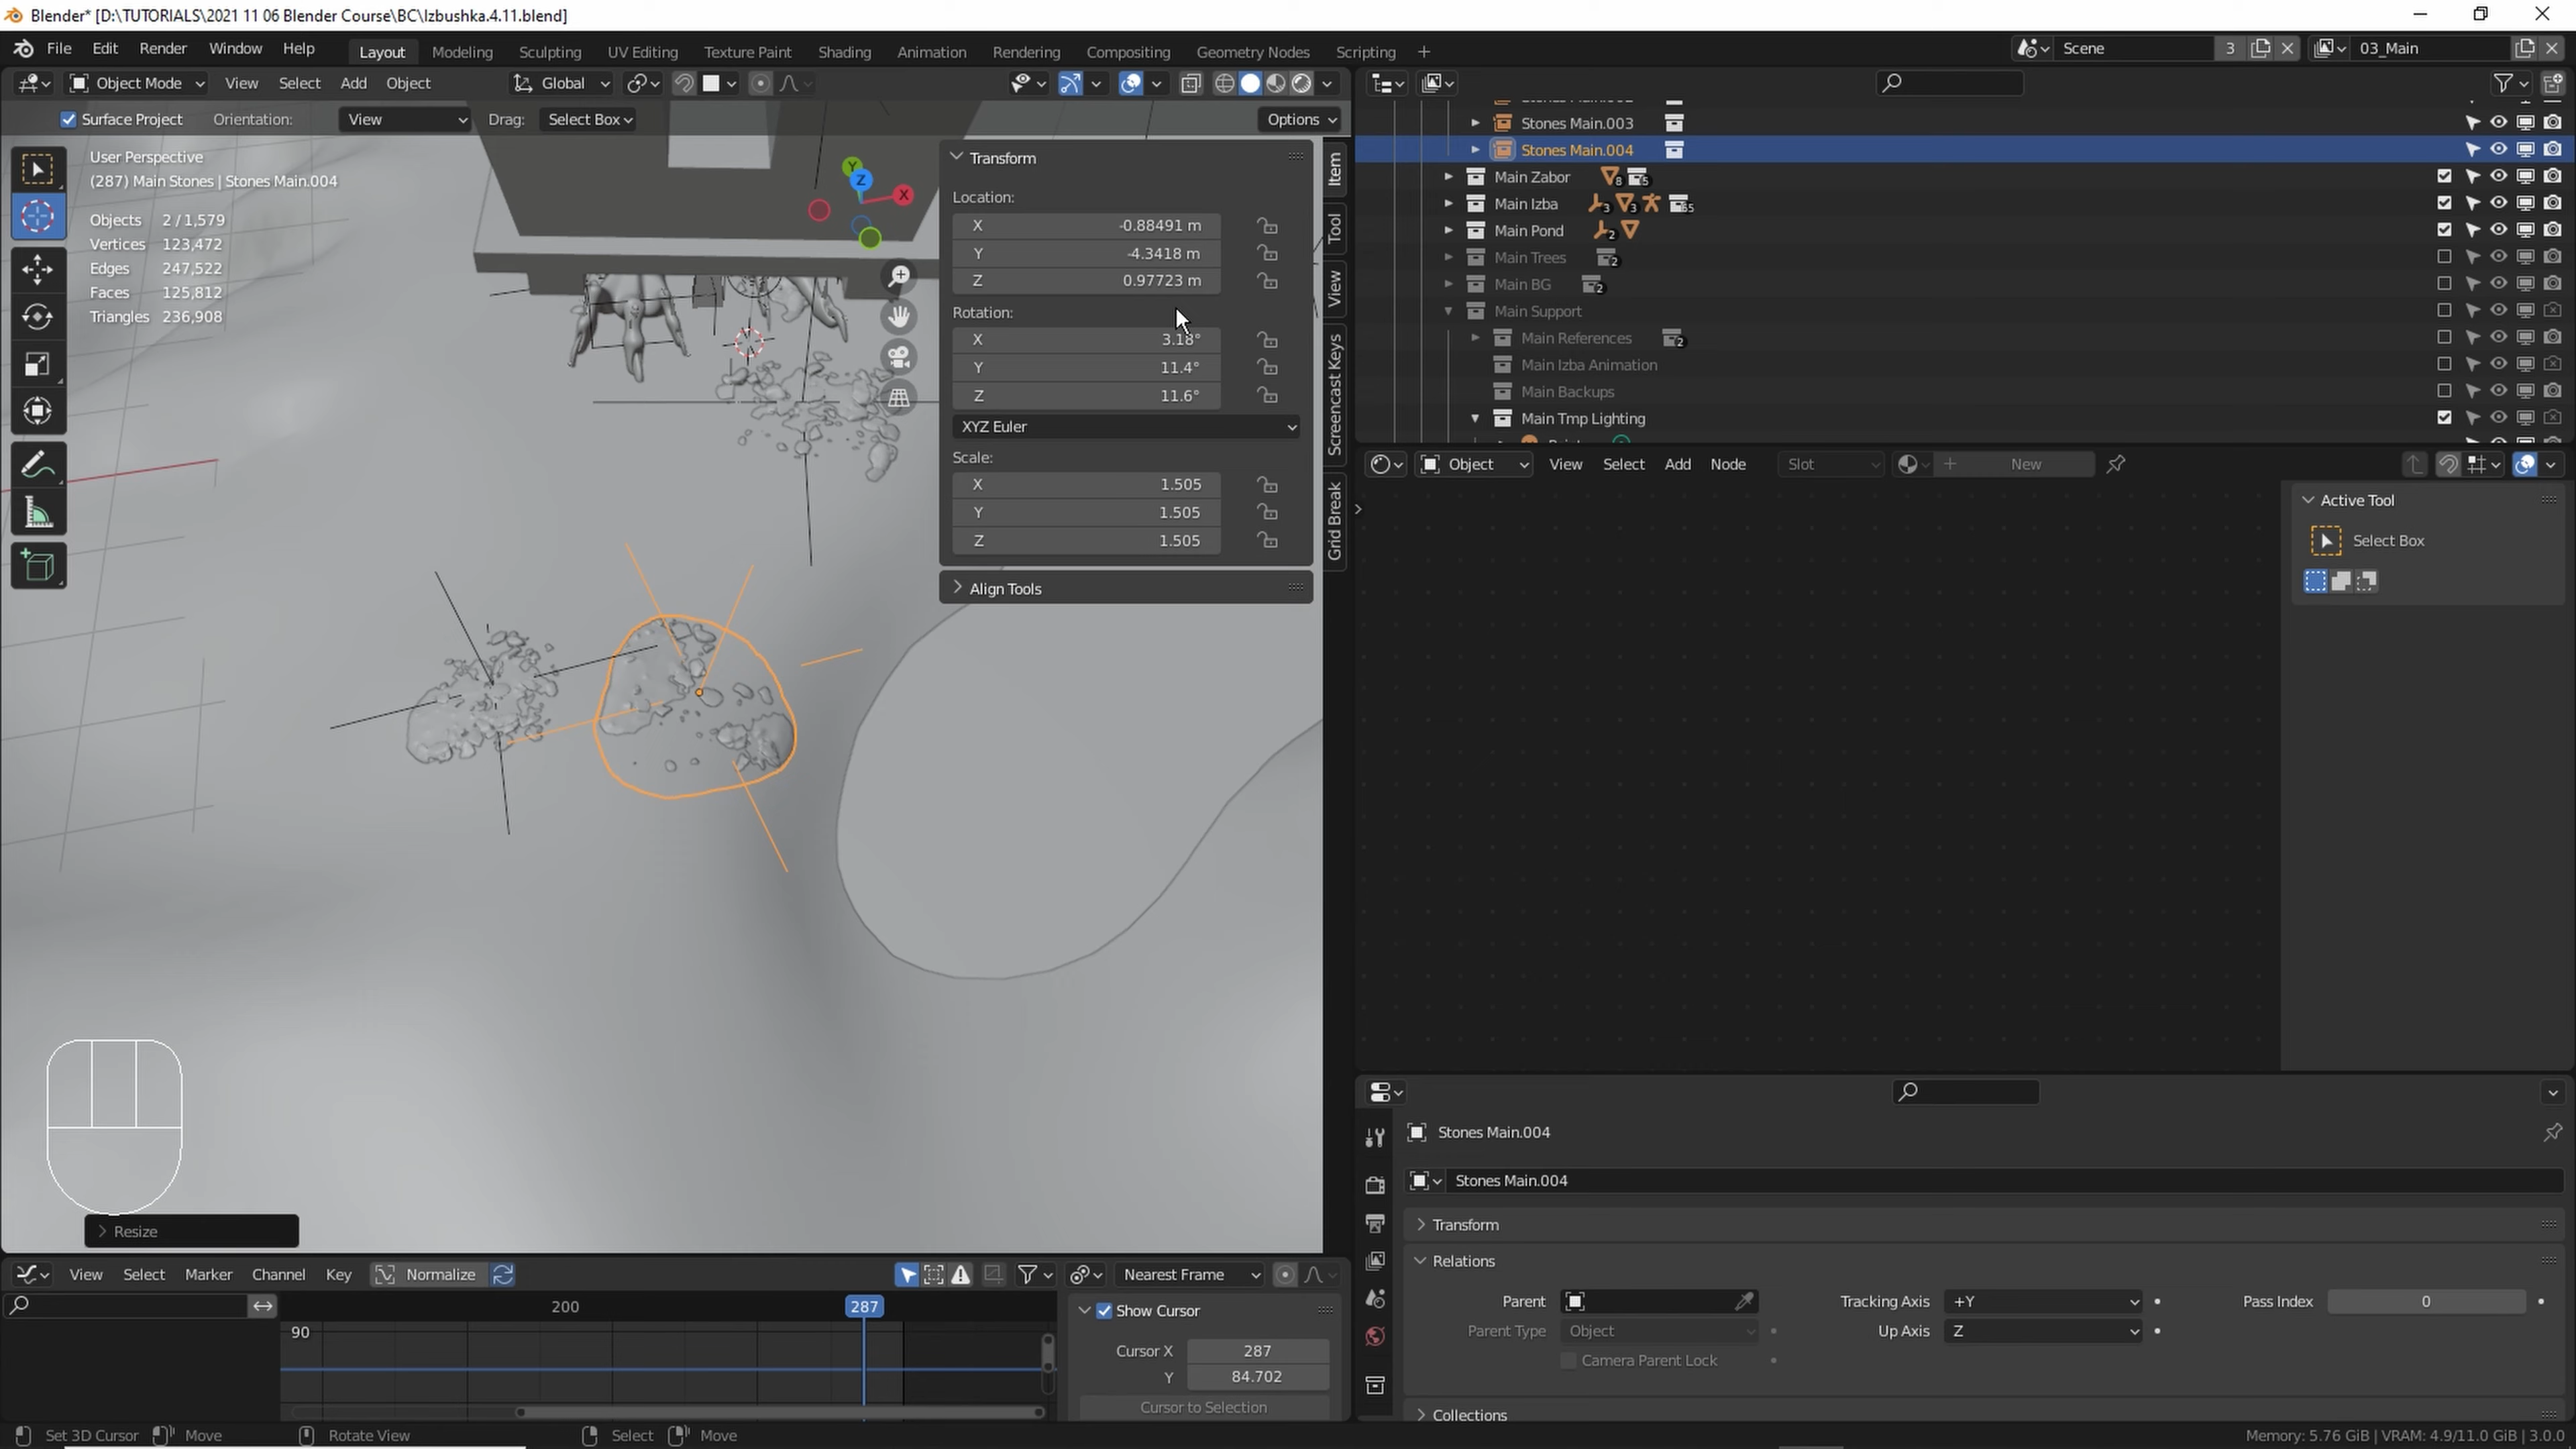 Blender* [D:\TUTORIALS\2021 11 06 Blender Course\BC\Izbushka.4.11.blend]
File Edit Render Window Help Layout Modeling Sculpting UV Editing Texture Paint Shading Animation Rendering Compositing Geometry Nodes Scripting + Scene 3 03_Main
Object Mode View Select Add Object Global
Surface Project Orientation: View Drag: Select Box Options
User Perspective
(287) Main Stones | Stones Main.004
Objects 2 / 1,579
Vertices 123,472
Edges 247,522
Faces 125,812
Triangles 236,908
Y
Z
X
Transform
Location:
X -0.88491 m
Y -4.3418 m
Z 0.97723 m
Rotation:
X 3.18°
Y 11.4°
Z 11.6°
XYZ Euler
Scale:
X 1.505
Y 1.505
Z 1.505
Align Tools
Item
Tool
View
Screencast Keys
Grid Break
Stones Main.003
Stones Main.004
Main Zabor 8 5
Main Izba 3 3 65
Main Pond 2
Main Trees 2
Main BG 2
Main Support
Main References 2
Main Izba Animation
Main Backups
Main Tmp Lighting
Object View Select Add Node Slot New
Active Tool
Select Box
Stones Main.004
Stones Main.004
Transform
Relations
Parent Tracking Axis +Y Pass Index 0
Parent Type Object Up Axis Z
Camera Parent Lock
Collections
Resize
View Select Marker Channel Key Normalize Nearest Frame
200 287
90
Show Cursor
Cursor X 287
Y 84.702
Cursor to Selection
Set 3D Cursor Move Rotate View Select Move Memory: 5.76 GiB | VRAM: 4.9/11.0 GiB | 3.0.0